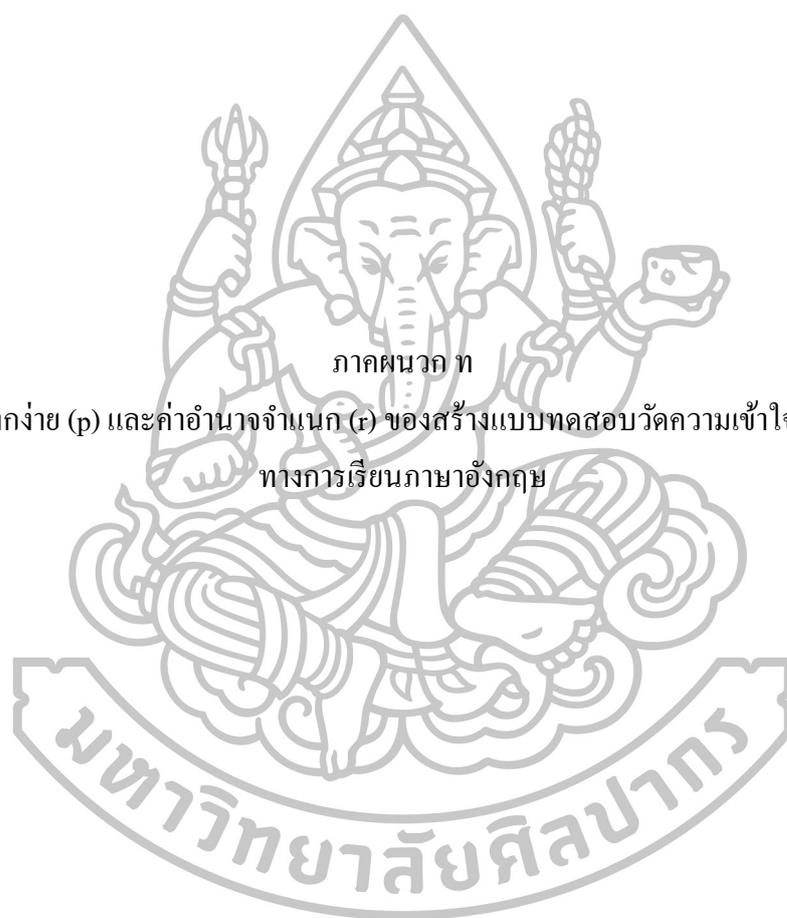 ภาคผนวก ท
กง่าย (p) และค่าอำนาจจำแนก (r) ของสร้างแบบทดสอบวัดความเข้าใจ
ทางการเรียนภาษาอังกฤษ
มหาวิทยาลัยศิลปากร